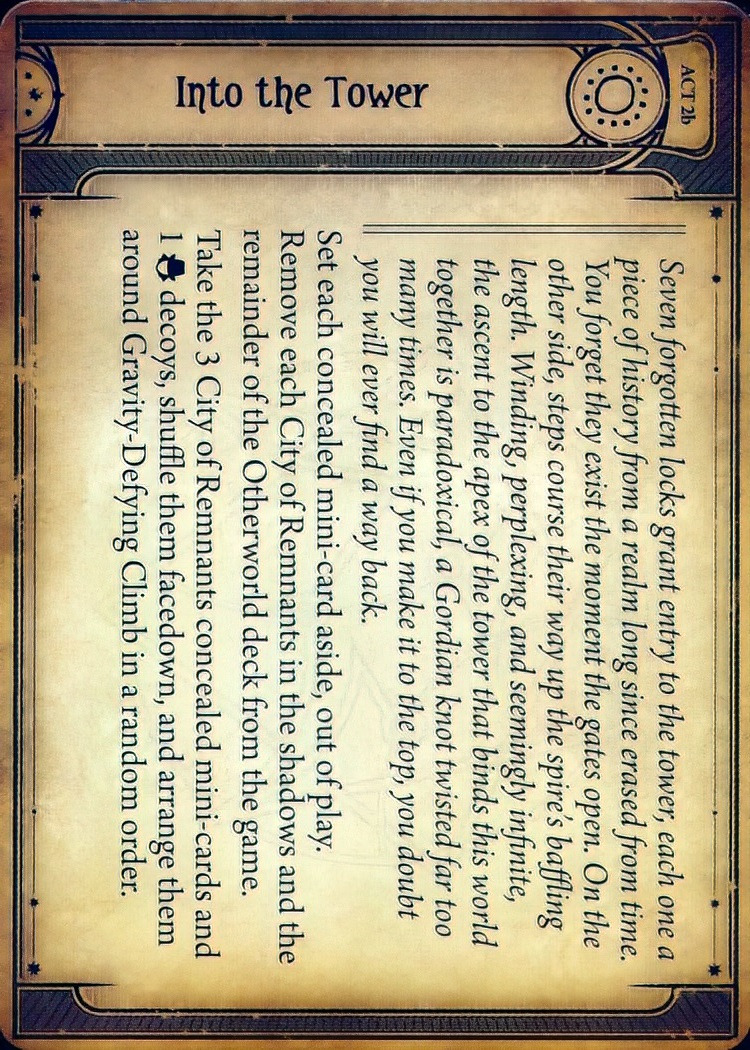 ACT 2b
Into the Tower
Seven forgotten locks grant entry to the tower, each one a
piece of history from a realm long since erased from time.
You forget they exist the moment the gates open. On the
other side, steps course their way up the spire's baffling
length. Winding, perplexing, and seemingly infinite,
the ascent to the apex of the tower that binds this world
together is paradoxical, a Gordian knot twisted far too
many times. Even if you make it to the top, you doubt
you will ever find a way back.
Set each concealed mini-card aside, out of play.
Remove each City of Remnants in the shadows and the
remainder of the Otherworld deck from the game.
Take the 3 City of Remnants concealed mini-cards and
1 decoys, shuffle them facedown, and arrange them
around Gravity-Defying Climb in a random order.